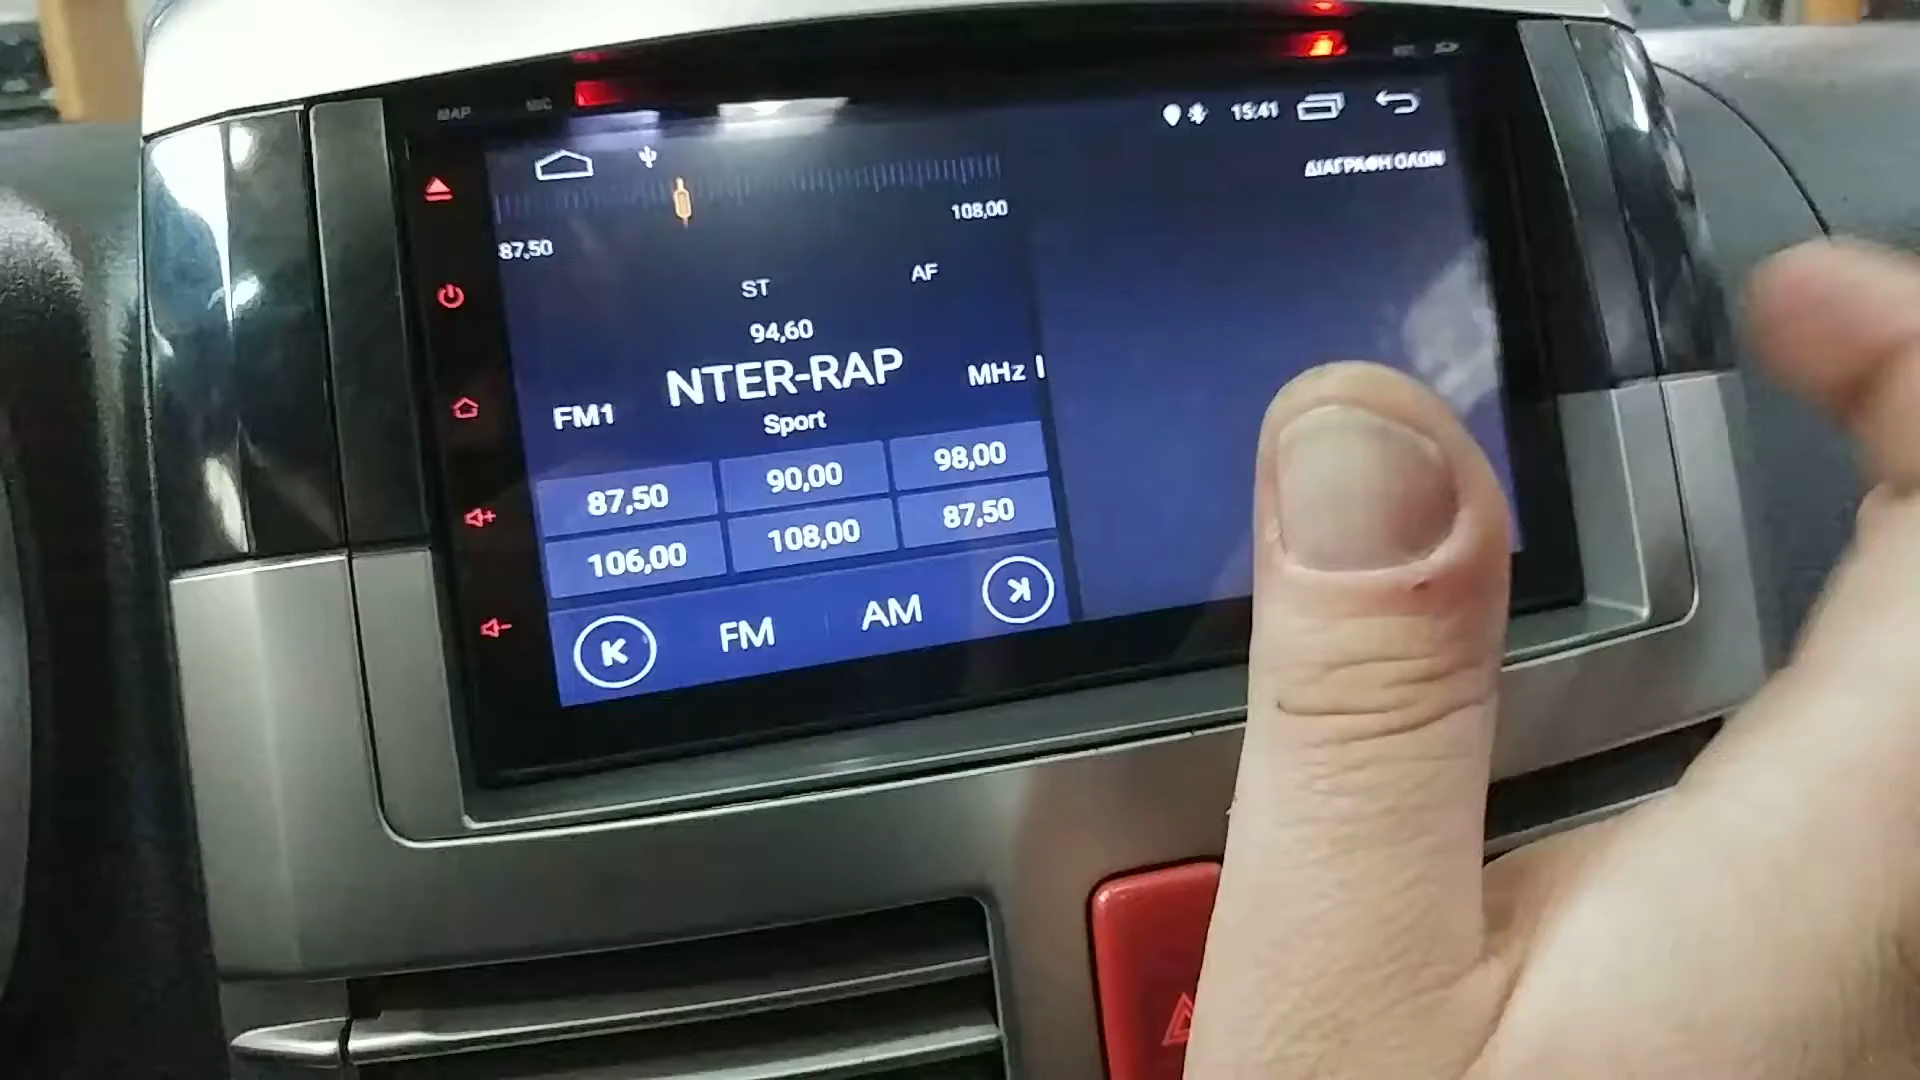 MAP
MIC
15:41
ΔΙΑΓΡΑΦΗ ΟΛΩΝ
108,00
87,50
ST
AF
94,60
NTER-RAP
FM1
MHz
Sport
87,50
90,00
98,00
106,00
108,00
87,50
FM
AM